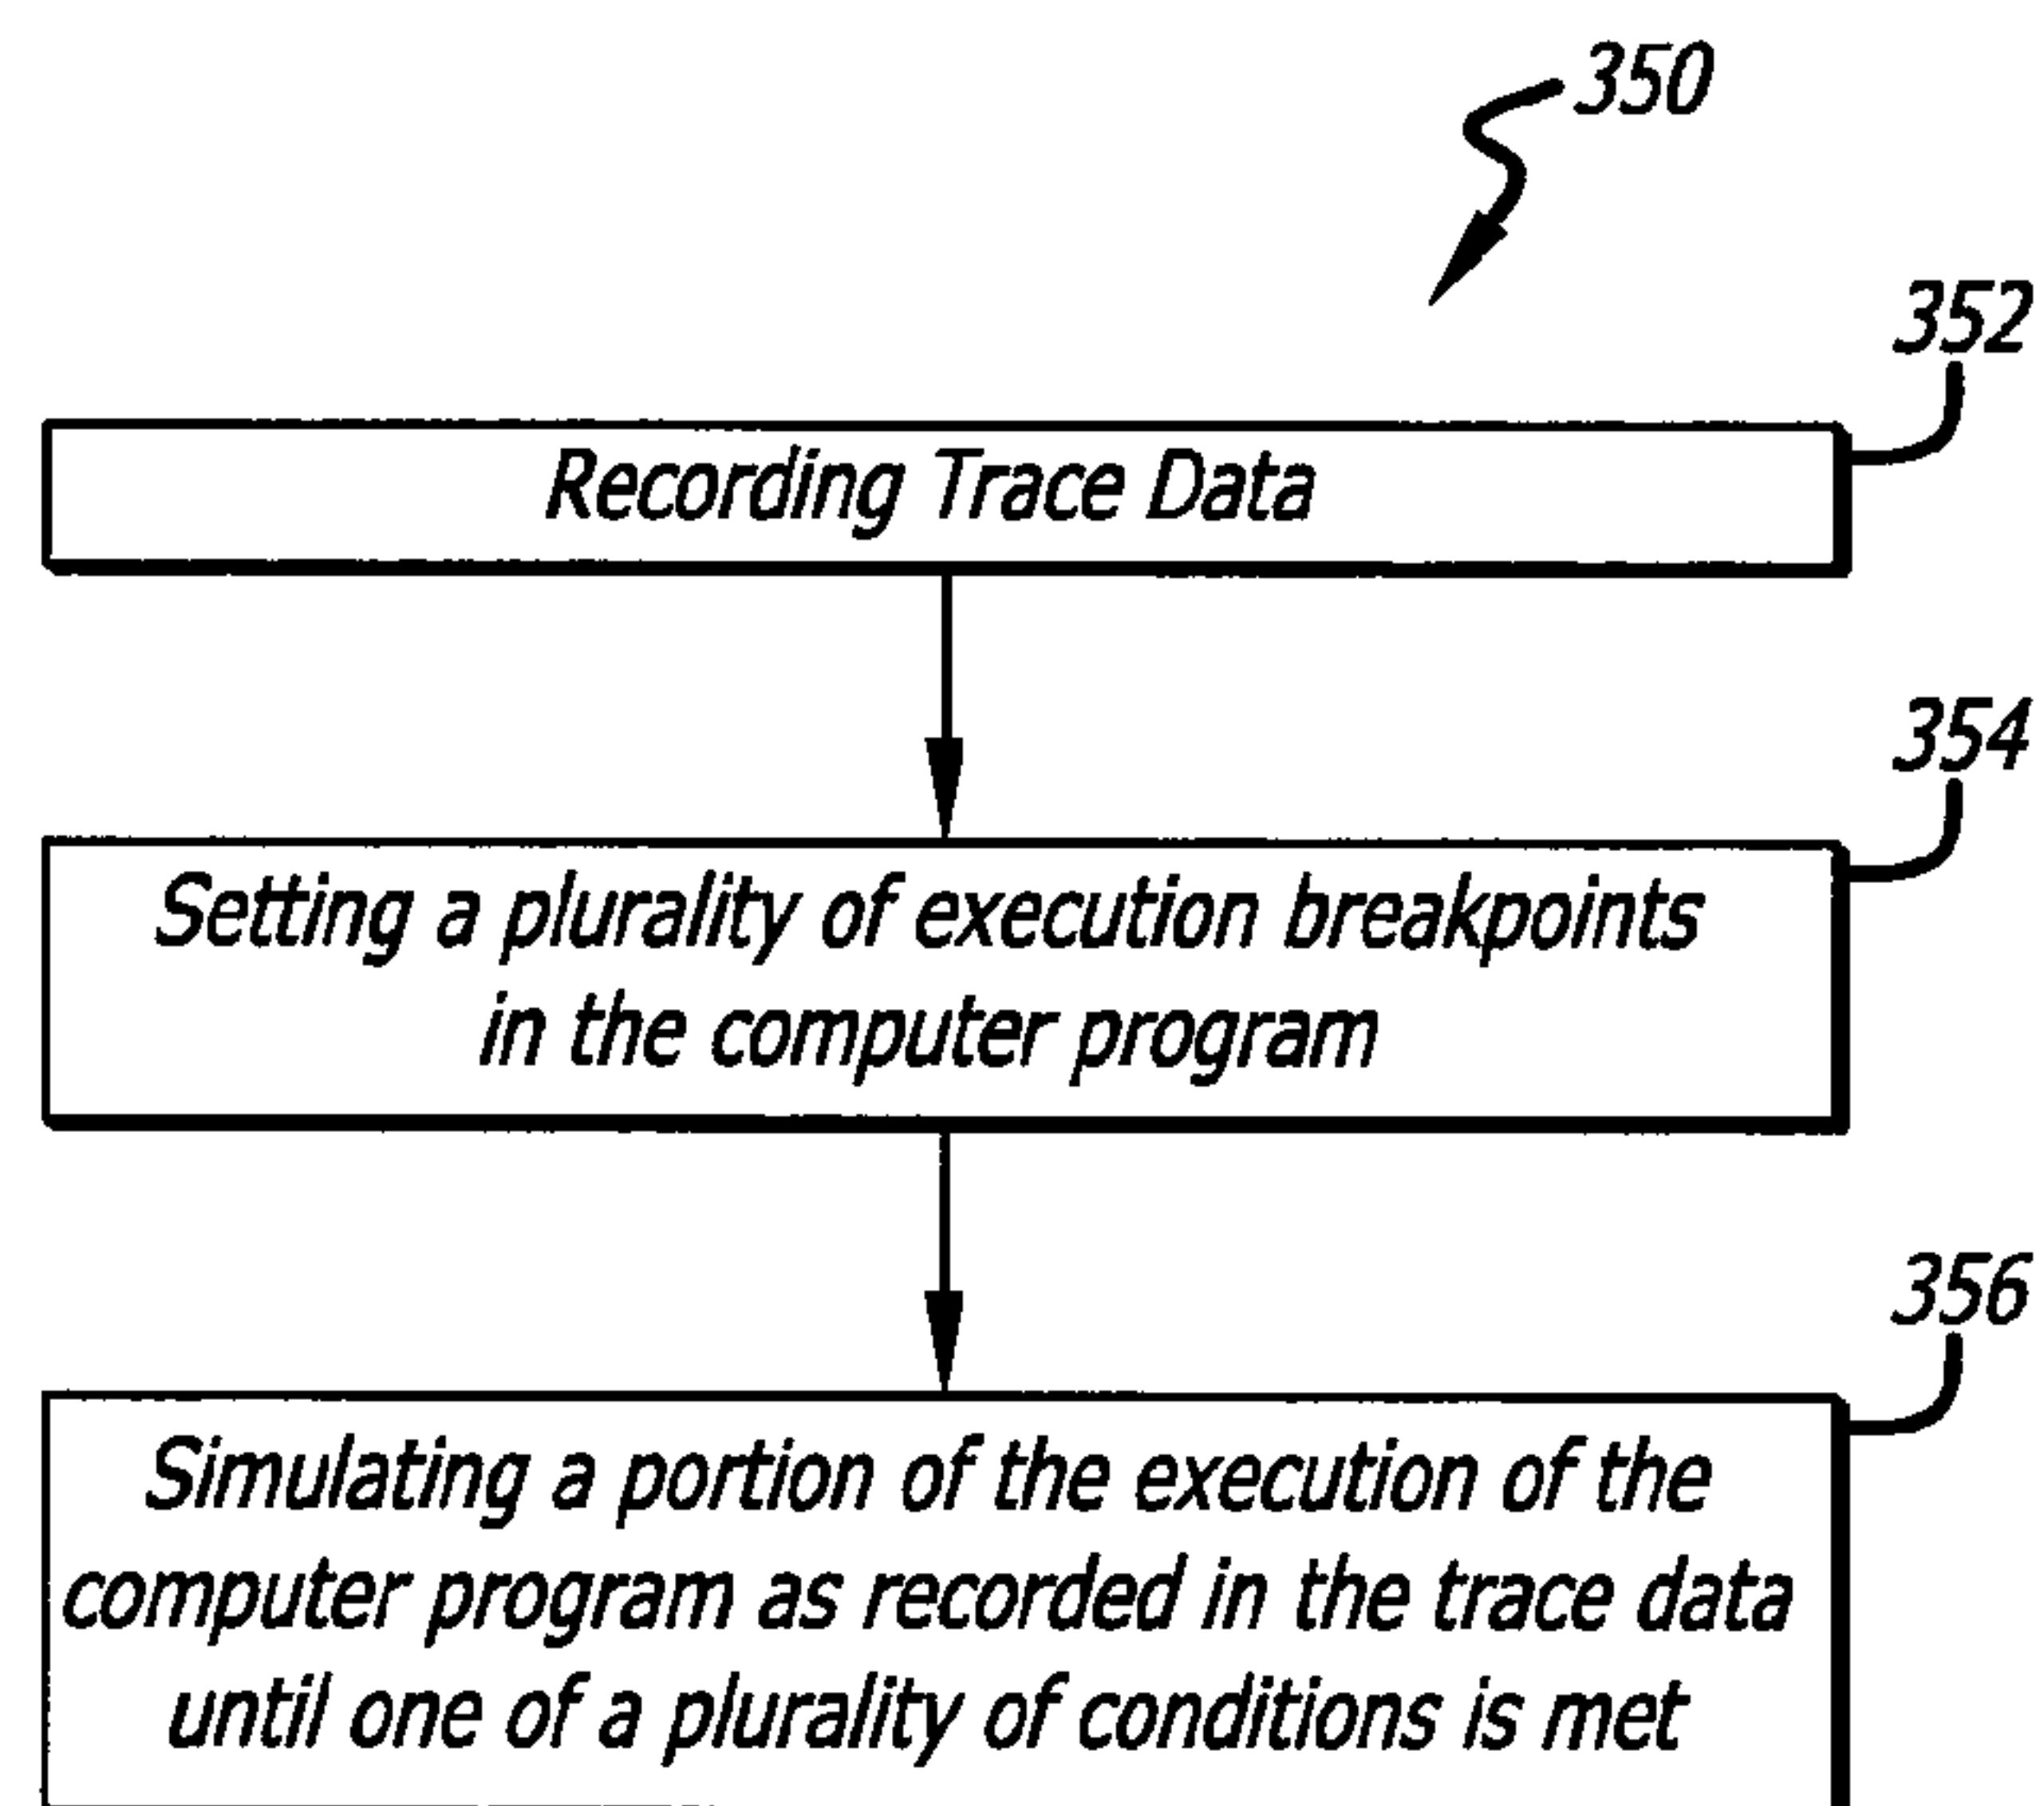 350
352
Recording Trace Data
354
Setting a plurality of execution breakpoints
in the computer program
356
Simulating a portion of the execution of the
computer program as recorded in the trace data
until one of a plurality of conditions is met